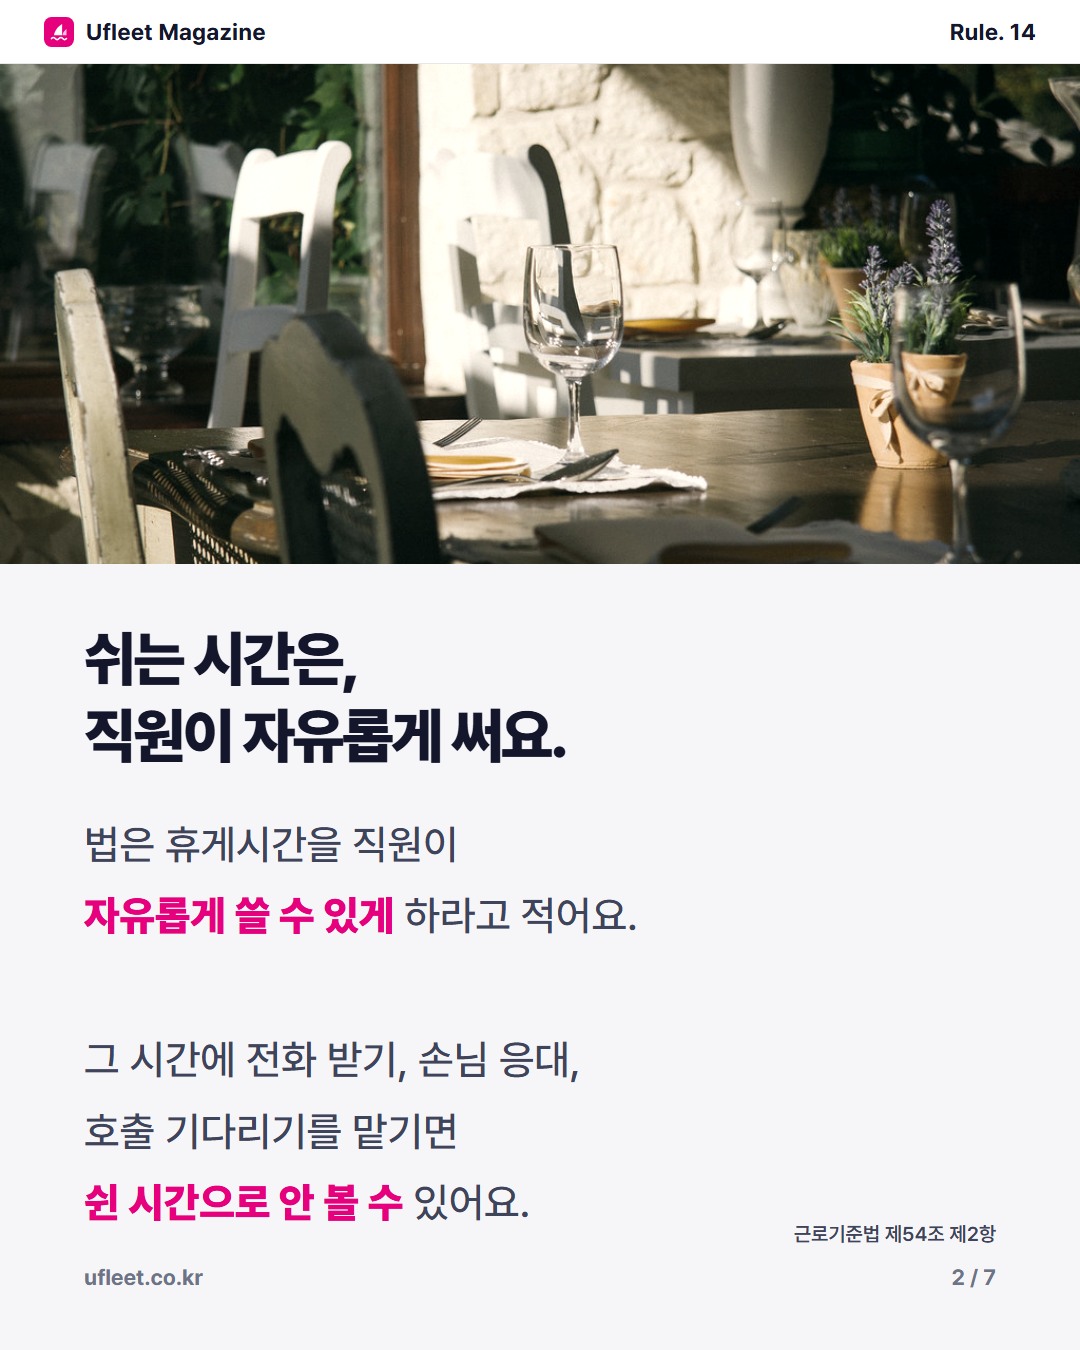 Ufleet Magazine
Rule. 14
쉬는 시간은,
직원이 자유롭게 써요.
법은 휴게시간을 직원이
자유롭게 쓸 수 있게 하라고 적어요.
그 시간에 전화 받기, 손님 응대,
호출 기다리기를 맡기면
쉰 시간으로 안 볼 수 있어요.
근로기준법 제54조 제2항
ufleet.co.kr
2 / 7